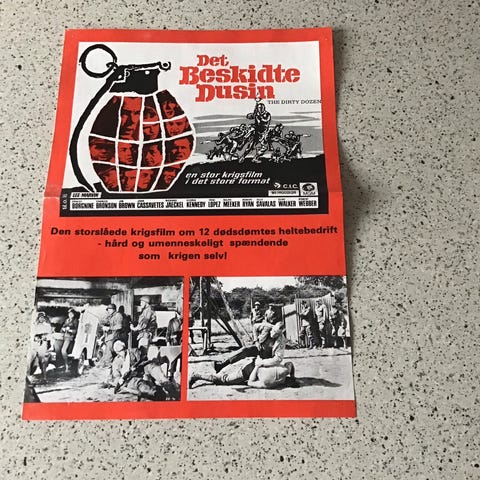 Det
Beskidte
Dusin
THE DIRTY DOZEN
en stor krigsfilm
i det store format
C.I.C.
METROCOLOR
MGM
LEE MARVIN
BORGNINE BRONSON BROWN CASSAVETES JAECKEL KENNEDY LOPEZ MEEKER RYAN SAVALAS WALKER WEBBER
Den storslåede krigsfilm om 12 dødsdømtes heltebedrift
- hård og umenneskeligt spændende
som krigen selv!